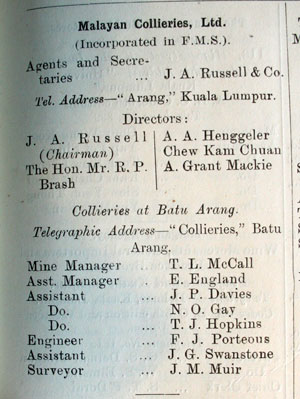 Malayan Collieries, Ltd.
(Incorporated in F.M.S.).
Agents and Secre-
taries ... J. A. Russell & Co.
Tel. Address—"Arang," Kuala Lumpur.
Directors:
J. A. Russell
(Chairman)
The Hon. Mr. R. P.
Brash
A. A. Henggeler
Chew Kam Chuan
A. Grant Mackie
Collieries at Batu Arang.
Telegraphic Address—"Collieries," Batu
Arang.
Mine Manager T. L. McCall
Asst. Manager . E. England
Assistant ... J. P. Davies
Do. ... N. O. Gay
Do. ... T. J. Hopkins
Engineer ... F. J. Porteous
Assistant ... J. G. Swanstone
Surveyor ... J. M. Muir